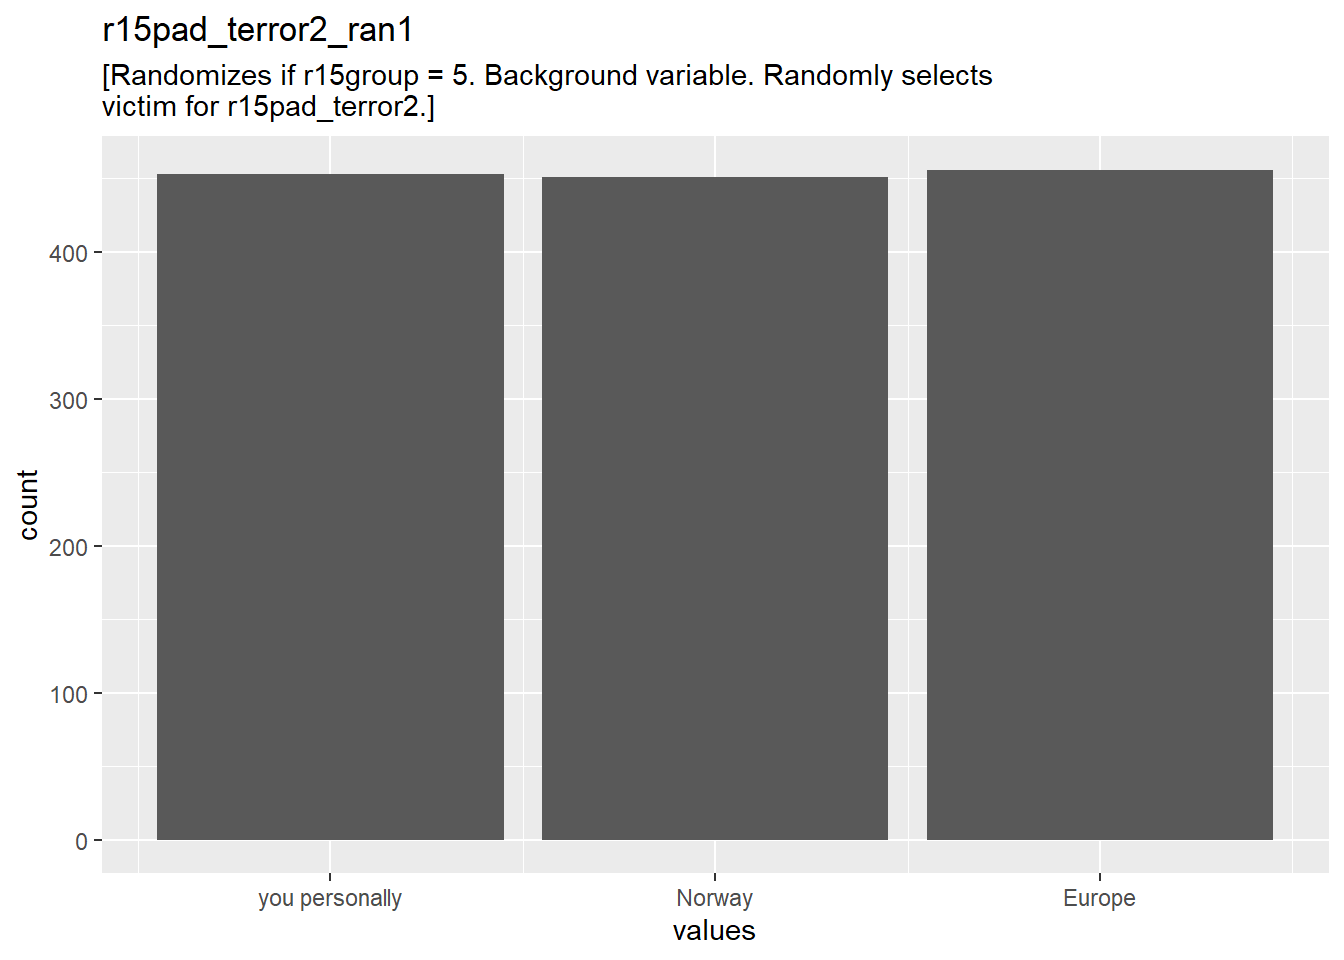 r15pad_terror2_ran1
[Randomizes if r15group = 5. Background variable. Randomly selects
victim for r15pad_terror2.]
400
300
200
100
0
count
you personally
Norway
Europe
values